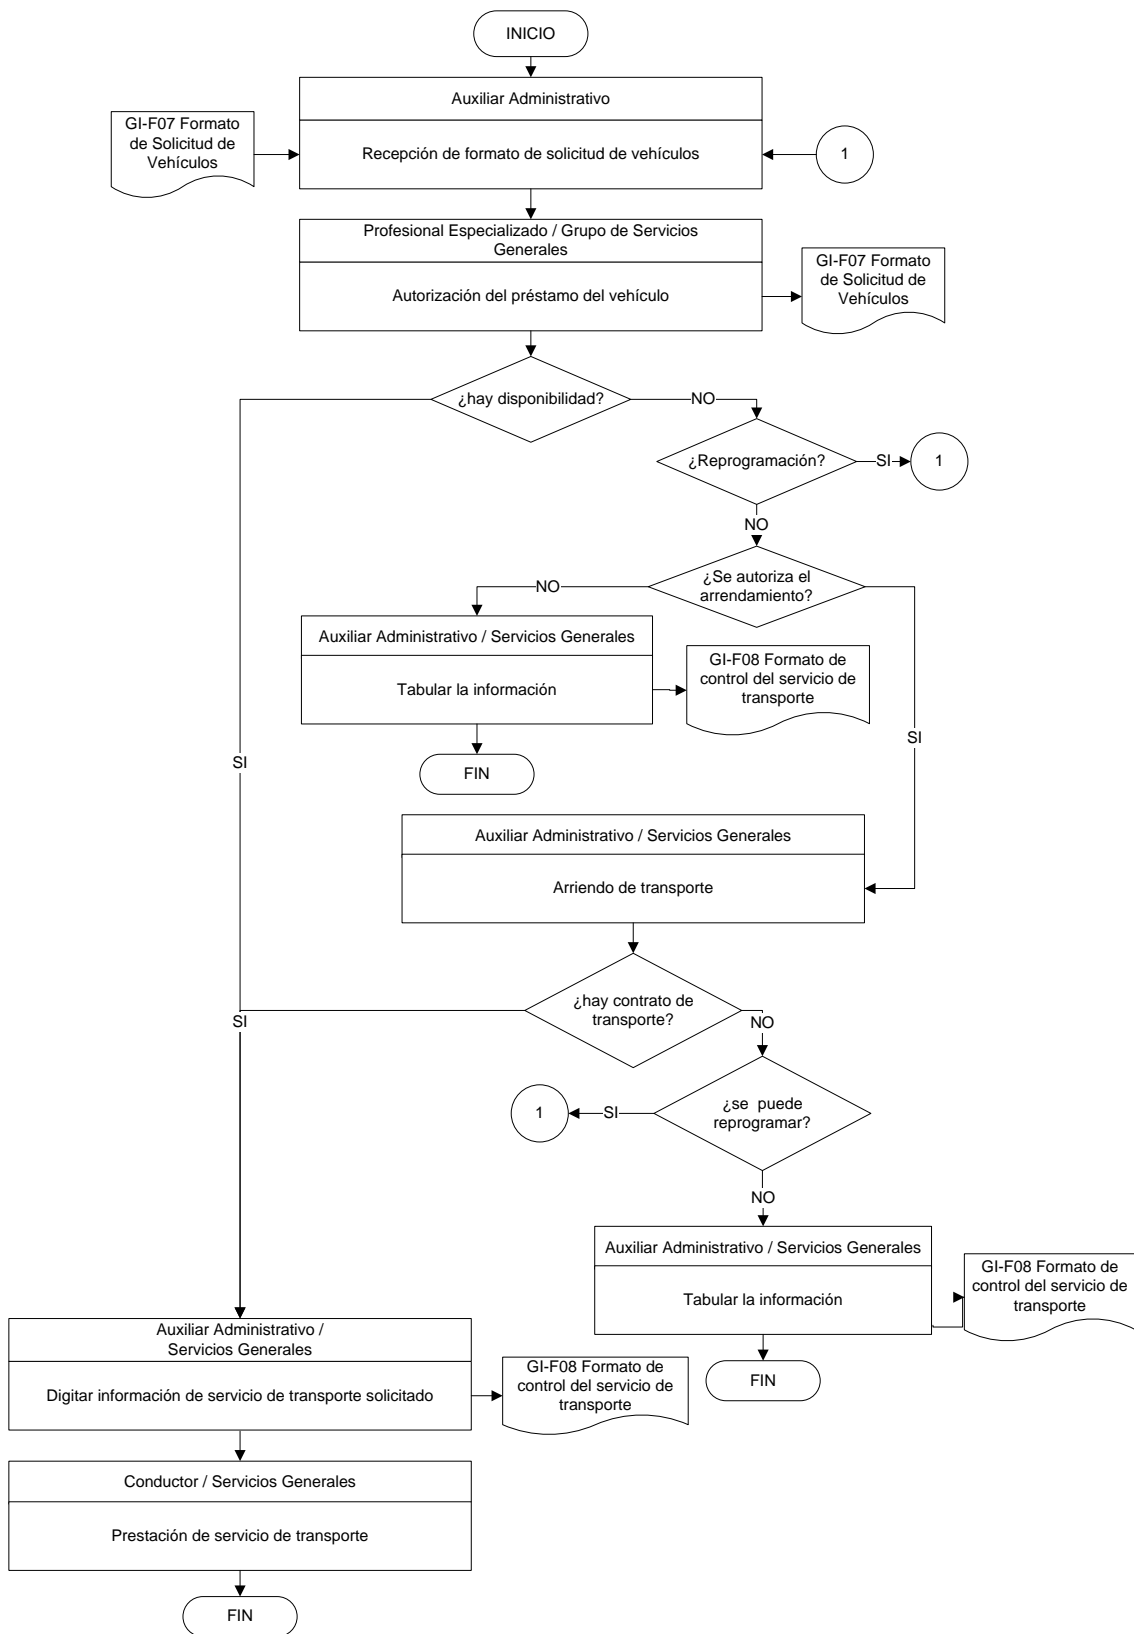 INICIO
Auxiliar Administrativo
GI-F07 Formato
de Solicitud de
Vehículos
Recepción de formato de solicitud de vehículos
1
Profesional Especializado / Grupo de Servicios
Generales
Autorización del préstamo del vehículo
GI-F07 Formato
de Solicitud de
Vehículos
¿hay disponibilidad?
NO
¿Reprogramación?
SI
1
NO
¿Se autoriza el
arrendamiento?
NO
Auxiliar Administrativo / Servicios Generales
Tabular la información
GI-F08 Formato de
control del servicio de
transporte
SI
SI
FIN
Auxiliar Administrativo / Servicios Generales
Arriendo de transporte
¿hay contrato de
transporte?
SI
NO
¿se  puede
reprogramar?
SI
1
NO
Auxiliar Administrativo / Servicios Generales
Tabular la información
GI-F08 Formato de
control del servicio de
transporte
FIN
Auxiliar Administrativo /
Servicios Generales
Digitar información de servicio de transporte solicitado
GI-F08 Formato de
control del servicio de
transporte
Conductor / Servicios Generales
Prestación de servicio de transporte
FIN